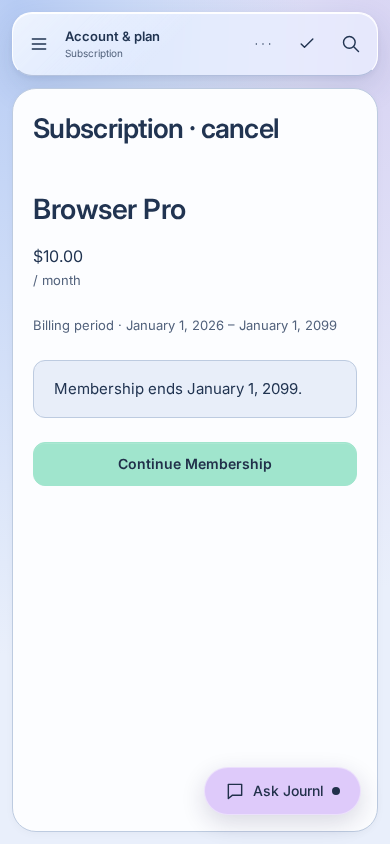 Account & plan
Subscription
Subscription · cancel
Browser Pro
$10.00
/ month
Billing period · January 1, 2026 – January 1, 2099
Membership ends January 1, 2099.
Continue Membership
Ask Journl